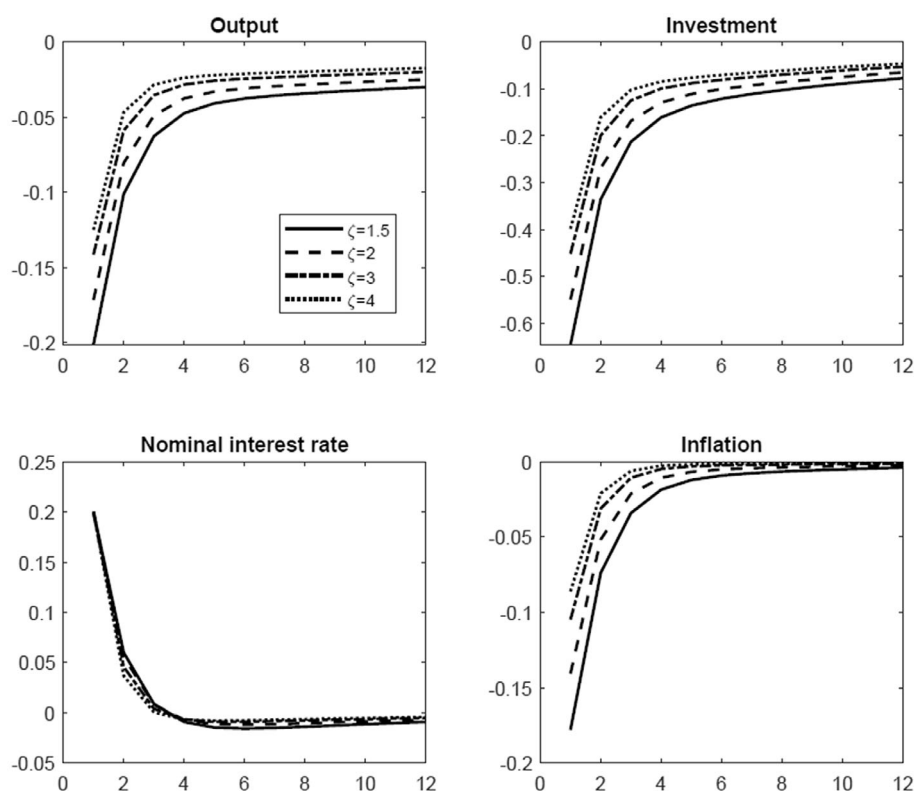 Output
0
-0.05
-0.1
-0.15
-0.2
0 2 4 6 8 10 12
ζ=1.5
ζ=2
ζ=3
ζ=4
Investment
0
-0.1
-0.2
-0.3
-0.4
-0.5
-0.6
0 2 4 6 8 10 12
Nominal interest rate
0.25
0.2
0.15
0.1
0.05
0
-0.05
0 2 4 6 8 10 12
Inflation
0
-0.05
-0.1
-0.15
-0.2
0 2 4 6 8 10 12